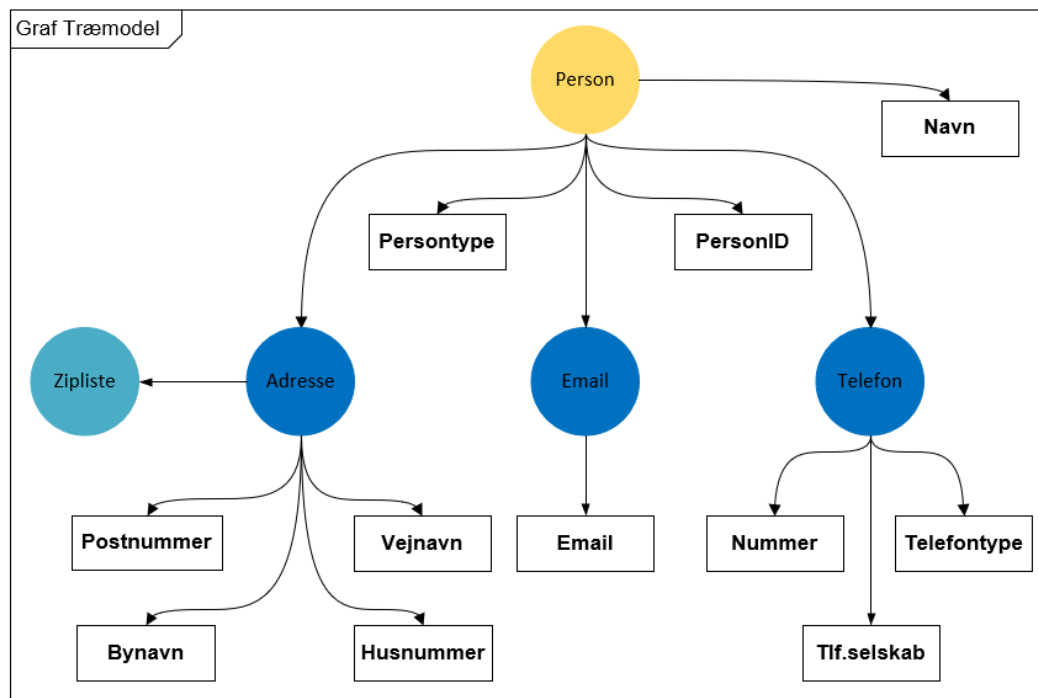 Graf Træmodel
Person
Navn
Persontype
PersonID
Zipliste
Adresse
Email
Telefon
Postnummer
Vejnavn
Email
Nummer
Telefontype
Bynavn
Husnummer
Tlf.selskab